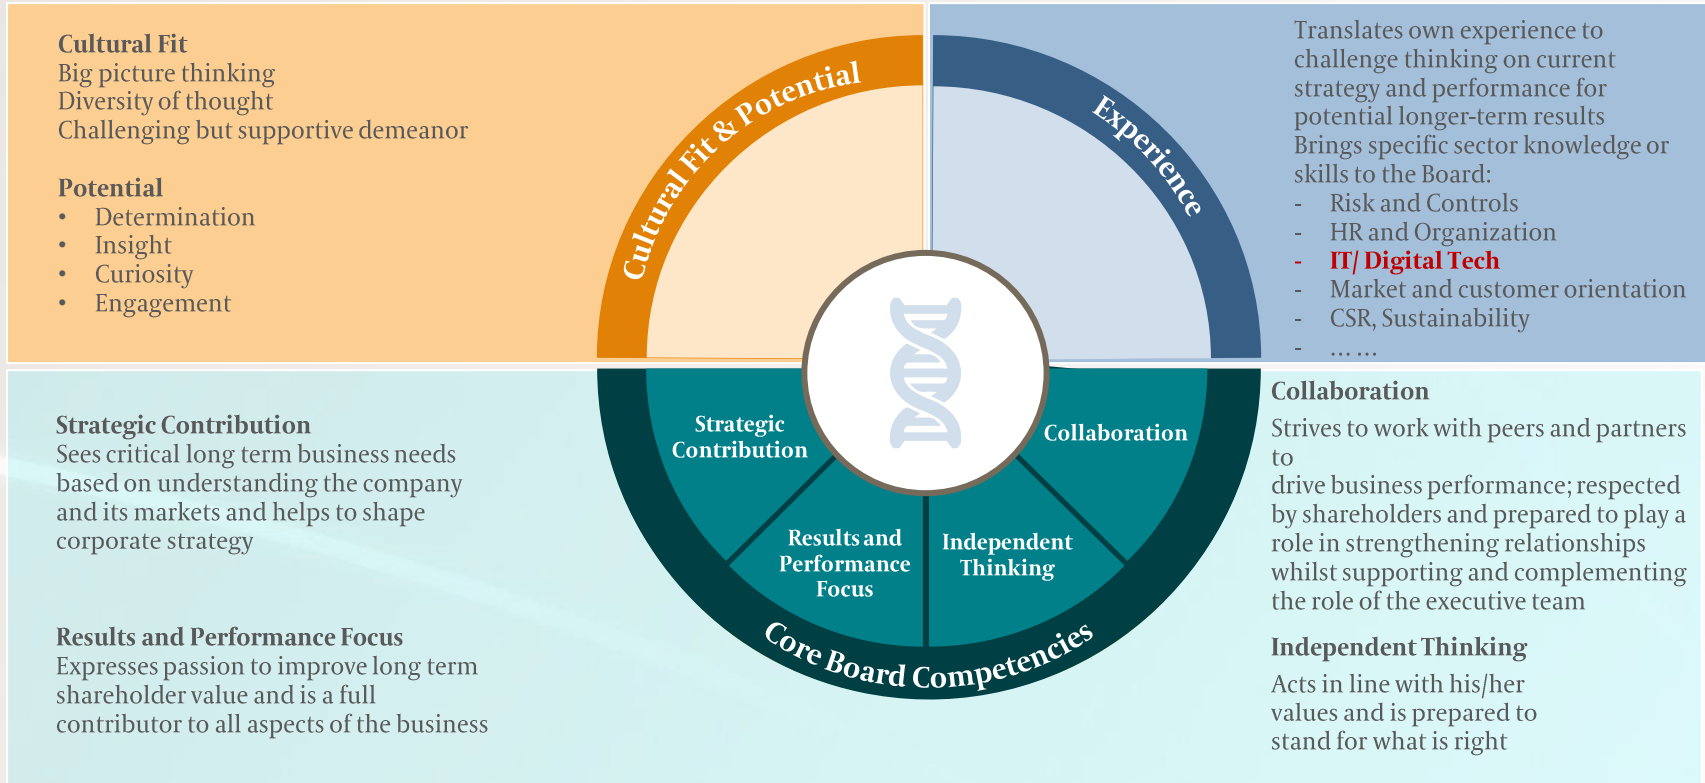 Cultural Fit
Big picture thinking
Diversity of thought
Challenging but supportive demeanor
Potential
• Determination
• Insight
• Curiosity
• Engagement
Cultural Fit & Potential
Experience
Translates own experience to
challenge thinking on current
strategy and performance for
potential longer-term results
Brings specific sector knowledge or
skills to the Board:
- Risk and Controls
- HR and Organization
- IT/ Digital Tech
- Market and customer orientation
- CSR, Sustainability
- ... ...
Strategic Contribution
Sees critical long term business needs
based on understanding the company
and its markets and helps to shape
corporate strategy
Results and Performance Focus
Expresses passion to improve long term
shareholder value and is a full
contributor to all aspects of the business
Strategic
Contribution
Results and
Performance
Focus
Independent
Thinking
Collaboration
Core Board Competencies
Collaboration
Strives to work with peers and partners
to
drive business performance; respected
by shareholders and prepared to play a
role in strengthening relationships
whilst supporting and complementing
the role of the executive team
Independent Thinking
Acts in line with his/her
values and is prepared to
stand for what is right